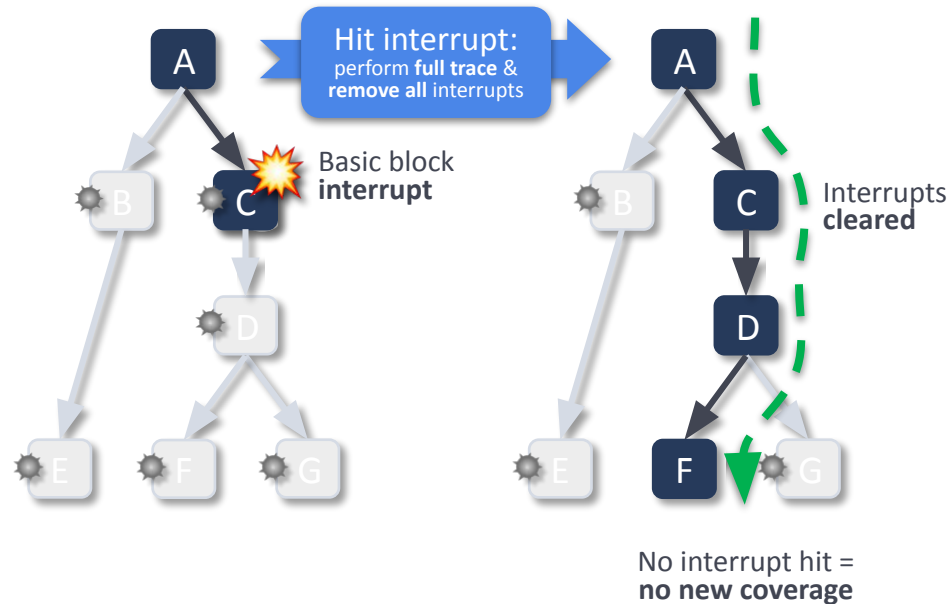 A
Hit interrupt:
perform full trace &
remove all interrupts
A
B
C
Basic block
interrupt
B
C
Interrupts
cleared
D
D
E
F
G
E
F
G
No interrupt hit =
no new coverage